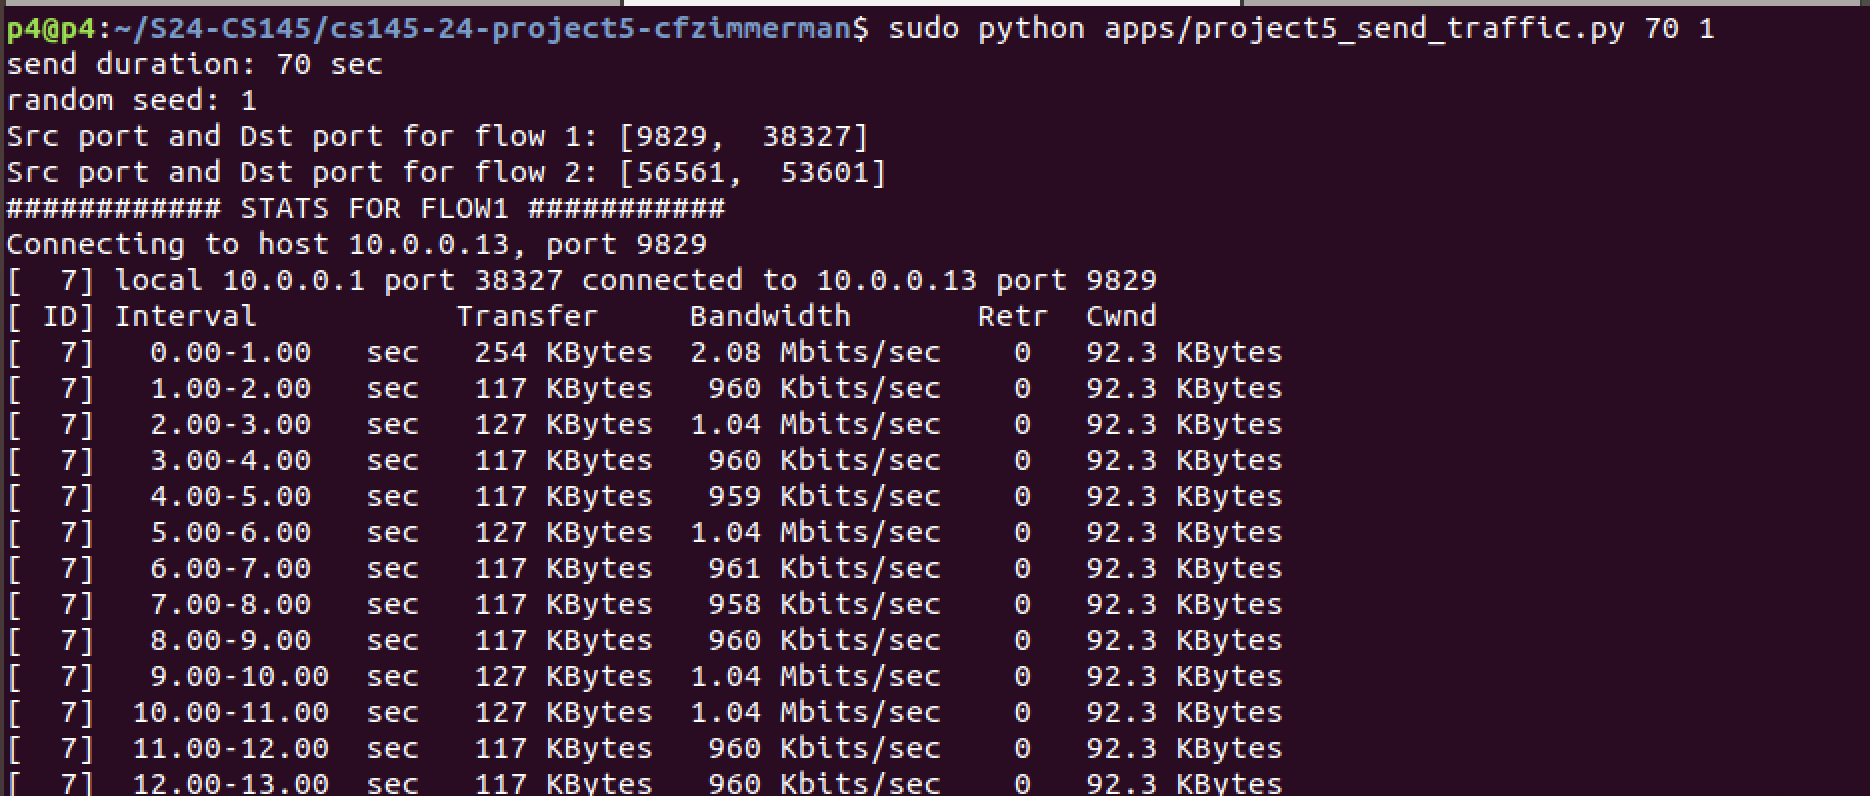 p4@p4:~/S24-CS145/cs145-24-project5-cfzimmerman$ sudo python apps/project5_send_traffic.py 70 1
send duration: 70 sec
random seed: 1
Src port and Dst port for flow 1: [9829,  38327]
Src port and Dst port for flow 2: [56561,  53601]
############ STATS FOR FLOW1 ###########
Connecting to host 10.0.0.13, port 9829
[  7] local 10.0.0.1 port 38327 connected to 10.0.0.13 port 9829
[ ID] Interval           Transfer     Bandwidth       Retr  Cwnd
[  7]   0.00-1.00   sec   254 KBytes  2.08 Mbits/sec    0   92.3 KBytes
[  7]   1.00-2.00   sec   117 KBytes   960 Kbits/sec    0   92.3 KBytes
[  7]   2.00-3.00   sec   127 KBytes  1.04 Mbits/sec    0   92.3 KBytes
[  7]   3.00-4.00   sec   117 KBytes   960 Kbits/sec    0   92.3 KBytes
[  7]   4.00-5.00   sec   117 KBytes   959 Kbits/sec    0   92.3 KBytes
[  7]   5.00-6.00   sec   127 KBytes  1.04 Mbits/sec    0   92.3 KBytes
[  7]   6.00-7.00   sec   117 KBytes   961 Kbits/sec    0   92.3 KBytes
[  7]   7.00-8.00   sec   117 KBytes   958 Kbits/sec    0   92.3 KBytes
[  7]   8.00-9.00   sec   117 KBytes   960 Kbits/sec    0   92.3 KBytes
[  7]   9.00-10.00  sec   127 KBytes  1.04 Mbits/sec    0   92.3 KBytes
[  7]  10.00-11.00  sec   127 KBytes  1.04 Mbits/sec    0   92.3 KBytes
[  7]  11.00-12.00  sec   117 KBytes   960 Kbits/sec    0   92.3 KBytes
[  7]  12.00-13.00  sec   117 KBytes   960 Kbits/sec    0   92.3 KBytes